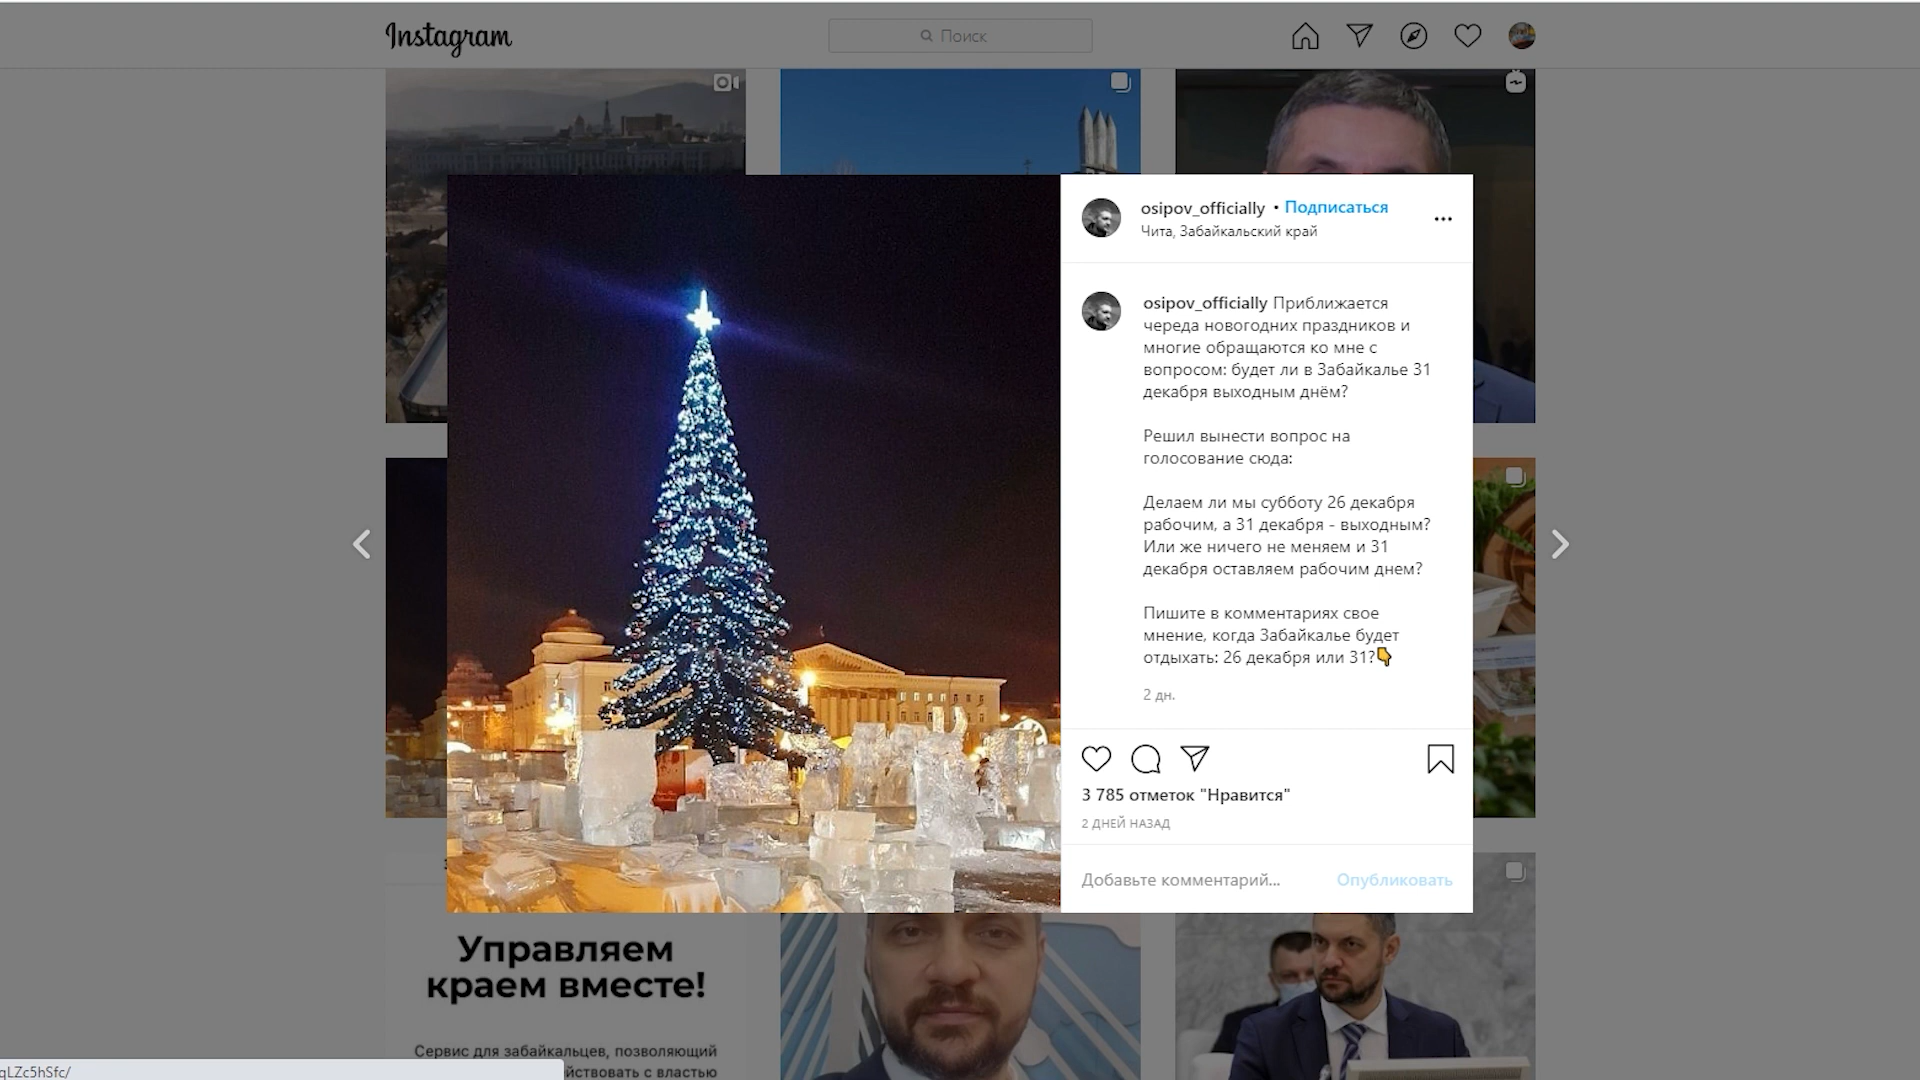 Instagram
Поиск
osipov_officially • Подписаться
Чита, Забайкальский край
osipov_officially Приближается
череда новогодних праздников и
многие обращаются ко мне с
вопросом: будет ли в Забайкалье 31
декабря выходным днём?
Решил вынести вопрос на
голосование сюда:
Делаем ли мы субботу 26 декабря
рабочим, а 31 декабря - выходным?
Или же ничего не меняем и 31
декабря оставляем рабочим днем?
Пишите в комментариях свое
мнение, когда Забайкалье будет
отдыхать: 26 декабря или 31?👇
2 дн.
3 785 отметок "Нравится"
2 ДНЕЙ НАЗАД
Добавьте комментарий... Опубликовать
Управляем
краем вместе!
Сервис для забайкальцев, позволяющий
йствовать с властью
qLZc5hSfc/